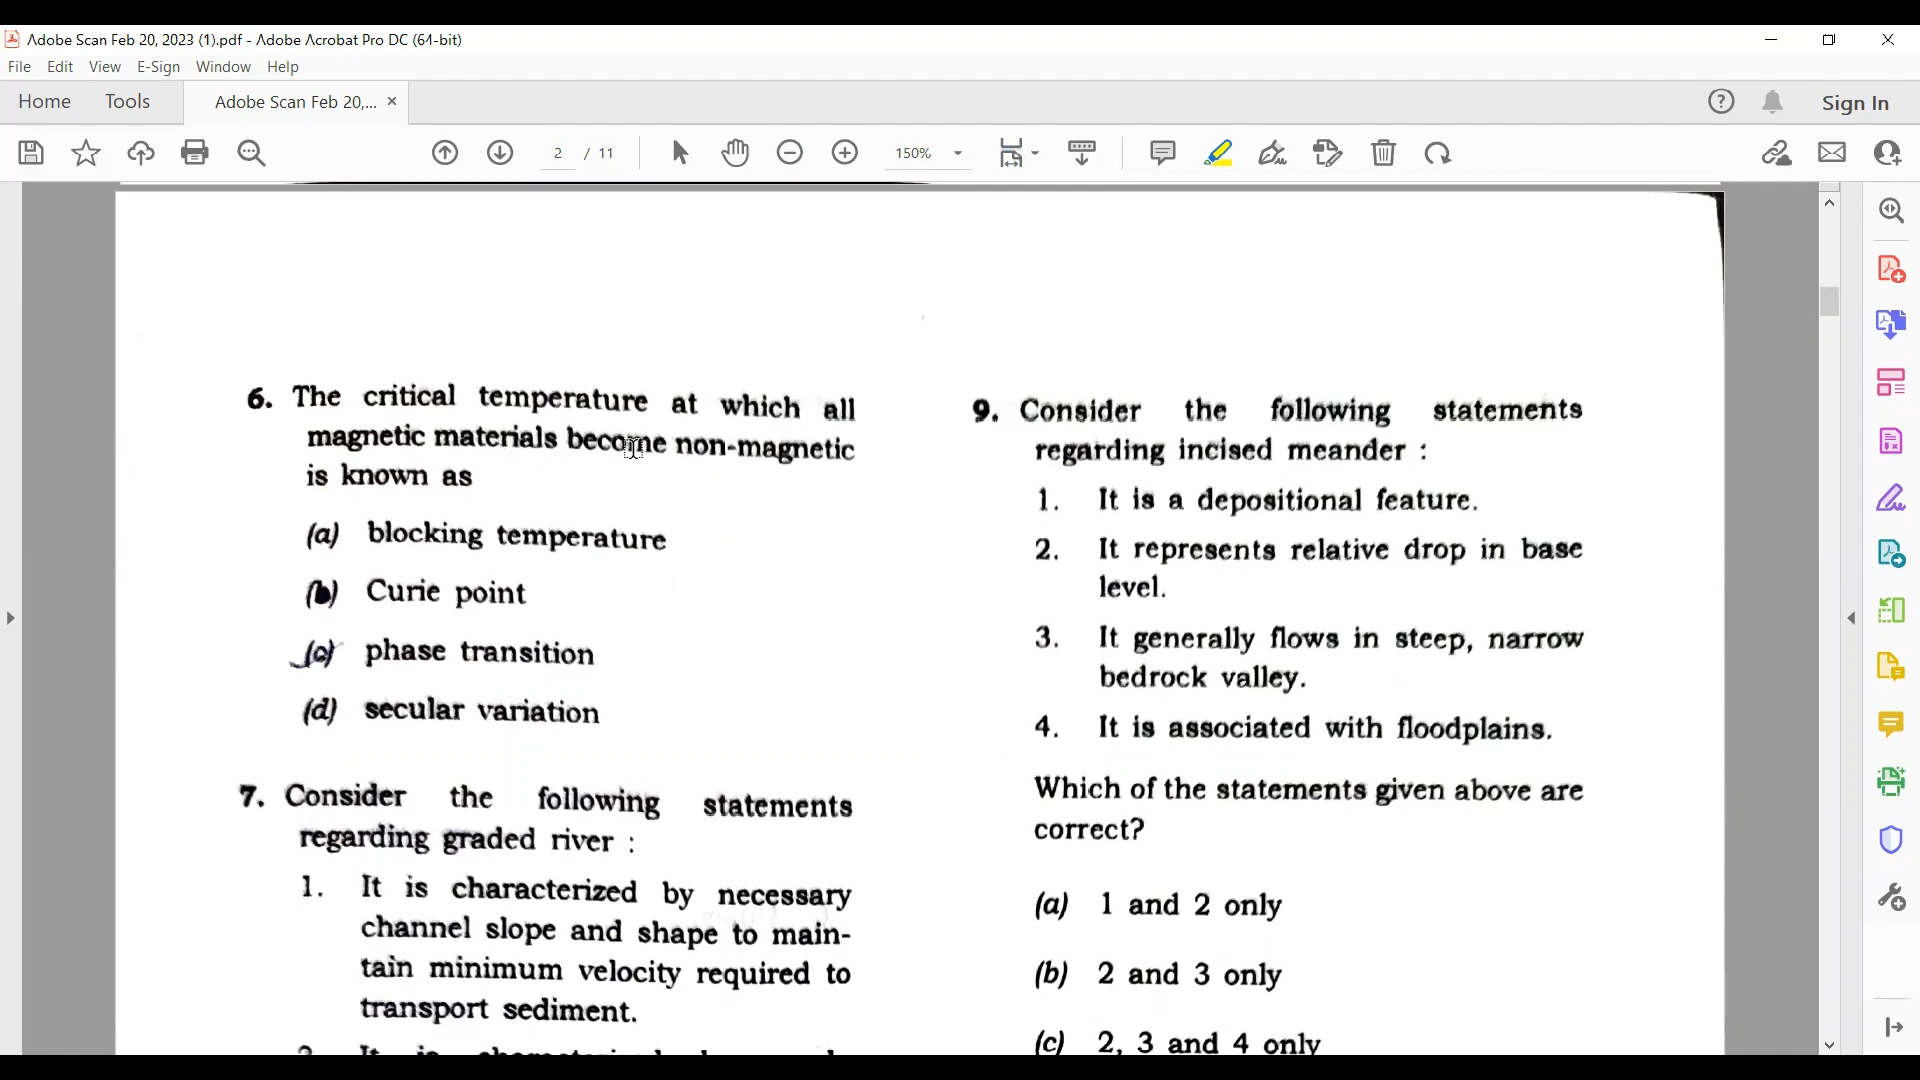 Adobe Scan Feb 20, 2023 (1).pdf - Adobe Acrobat Pro DC (64-bit)
File Edit View E-Sign Window Help
Home Tools Adobe Scan Feb 20,... × Sign In
2 / 11 150%
6. The critical temperature at which all
magnetic materials become non-magnetic
is known as
(a) blocking temperature
(b) Curie point
(c) phase transition
(d) secular variation
7. Consider the following statements
regarding graded river :
1. It is characterized by necessary
channel slope and shape to main-
tain minimum velocity required to
transport sediment.
9. Consider the following statements
regarding incised meander :
1. It is a depositional feature.
2. It represents relative drop in base
level.
3. It generally flows in steep, narrow
bedrock valley.
4. It is associated with floodplains.
Which of the statements given above are
correct?
(a) 1 and 2 only
(b) 2 and 3 only
(c) 2, 3 and 4 only